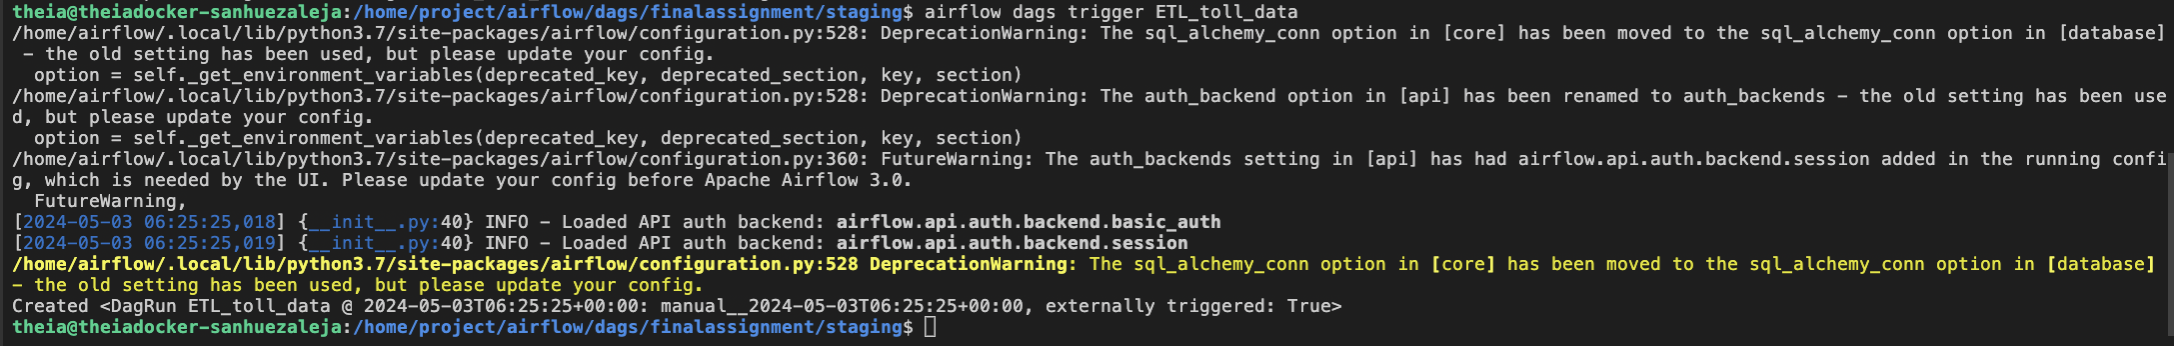 theia@theiadocker-sanhuezaleja:/home/project/airflow/dags/finalassignment/staging$ airflow dags trigger ETL_toll_data
/home/airflow/.local/lib/python3.7/site-packages/airflow/configuration.py:528: DeprecationWarning: The sql_alchemy_conn option in [core] has been moved to the sql_alchemy_conn option in [database]
 - the old setting has been used, but please update your config.
  option = self._get_environment_variables(deprecated_key, deprecated_section, key, section)
/home/airflow/.local/lib/python3.7/site-packages/airflow/configuration.py:528: DeprecationWarning: The auth_backend option in [api] has been renamed to auth_backends - the old setting has been use
d, but please update your config.
  option = self._get_environment_variables(deprecated_key, deprecated_section, key, section)
/home/airflow/.local/lib/python3.7/site-packages/airflow/configuration.py:360: FutureWarning: The auth_backends setting in [api] has had airflow.api.auth.backend.session added in the running confi
g, which is needed by the UI. Please update your config before Apache Airflow 3.0.
  FutureWarning,
[2024-05-03 06:25:25,018] {__init__.py:40} INFO - Loaded API auth backend: airflow.api.auth.backend.basic_auth
[2024-05-03 06:25:25,019] {__init__.py:40} INFO - Loaded API auth backend: airflow.api.auth.backend.session
/home/airflow/.local/lib/python3.7/site-packages/airflow/configuration.py:528 DeprecationWarning: The sql_alchemy_conn option in [core] has been moved to the sql_alchemy_conn option in [database]
- the old setting has been used, but please update your config.
Created <DagRun ETL_toll_data @ 2024-05-03T06:25:25+00:00: manual__2024-05-03T06:25:25+00:00, externally triggered: True>
theia@theiadocker-sanhuezaleja:/home/project/airflow/dags/finalassignment/staging$